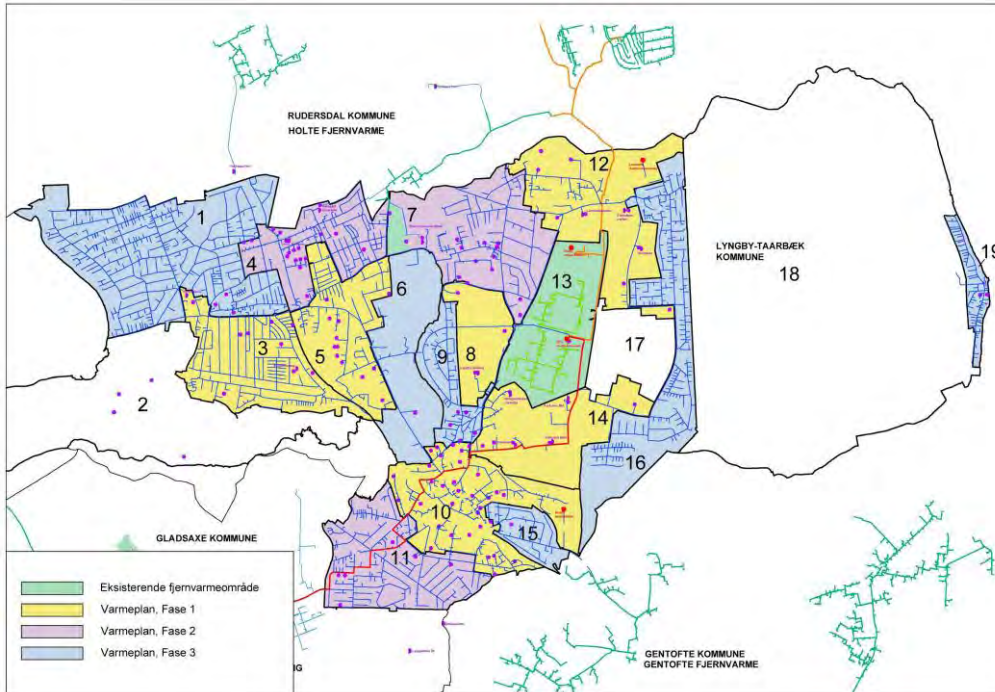 RUDERSDAL KOMMUNE
HOLTE FJERNVARME
12
1
7
LYNGBY-TAARBÆK
KOMMUNE
19
18
4
13
6
17
3
5
9
8
2
14
16
10
15
GLADSAXE KOMMUNE
11
Eksisterende fjernvarmeområde
Varmeplan, Fase 1
Varmeplan, Fase 2
Varmeplan, Fase 3
GENTOFTE KOMMUNE
GENTOFTE FJERNVARME